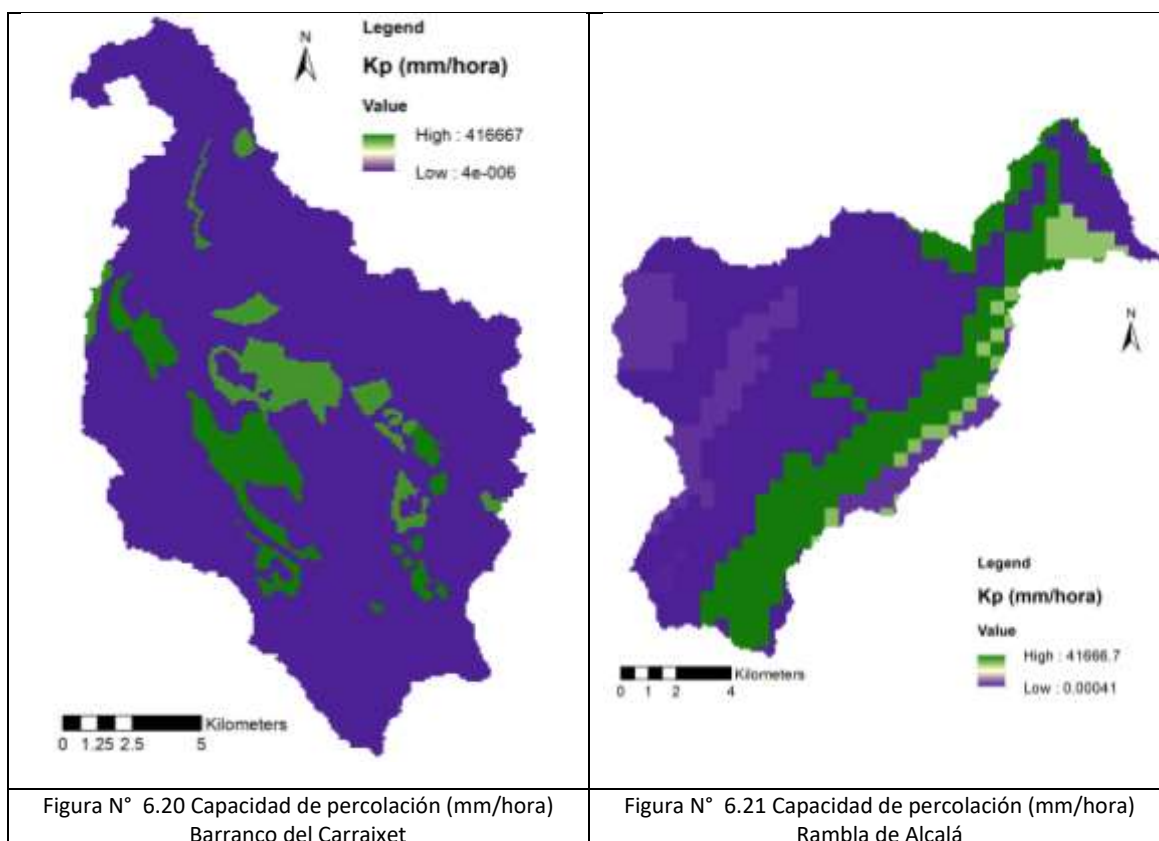 N
Legend
Kp (mm/hora)
Value
High : 416667
Low : 4e-006
Kilometers
0 1.25 2.5 5
N
Legend
Kp (mm/hora)
Value
High : 41666.7
Low : 0.00041
Kilometers
0 1 2 4
Figura N° 6.20 Capacidad de percolación (mm/hora)
Barranco del Carraixet
Figura N° 6.21 Capacidad de percolación (mm/hora)
Rambla de Alcalá